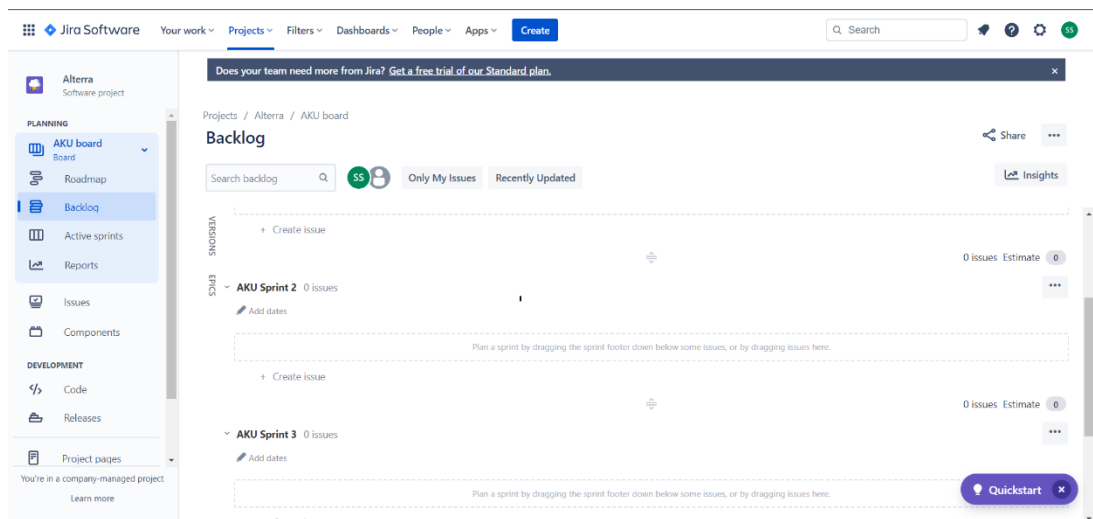 Jira Software Your work Projects Filters Dashboards People Apps Create Search SS
Alterra
Software project
PLANNING
AKU board
Board
Roadmap
Backlog
Active sprints
Reports
Issues
Components
DEVELOPMENT
Code
Releases
Project pages
You're in a company-managed project
Learn more
Does your team need more from Jira? Get a free trial of our Standard plan.
Projects / Alterra / AKU board
Backlog
Share
Search backlog SS Only My Issues Recently Updated Insights
VERSIONS
EPICS
+ Create issue
0 issues Estimate 0
AKU Sprint 2 0 issues
Add dates
Plan a sprint by dragging the sprint footer down below some issues, or by dragging issues here.
+ Create issue
0 issues Estimate 0
AKU Sprint 3 0 issues
Add dates
Plan a sprint by dragging the sprint footer down below some issues, or by dragging issues here.
Quickstart